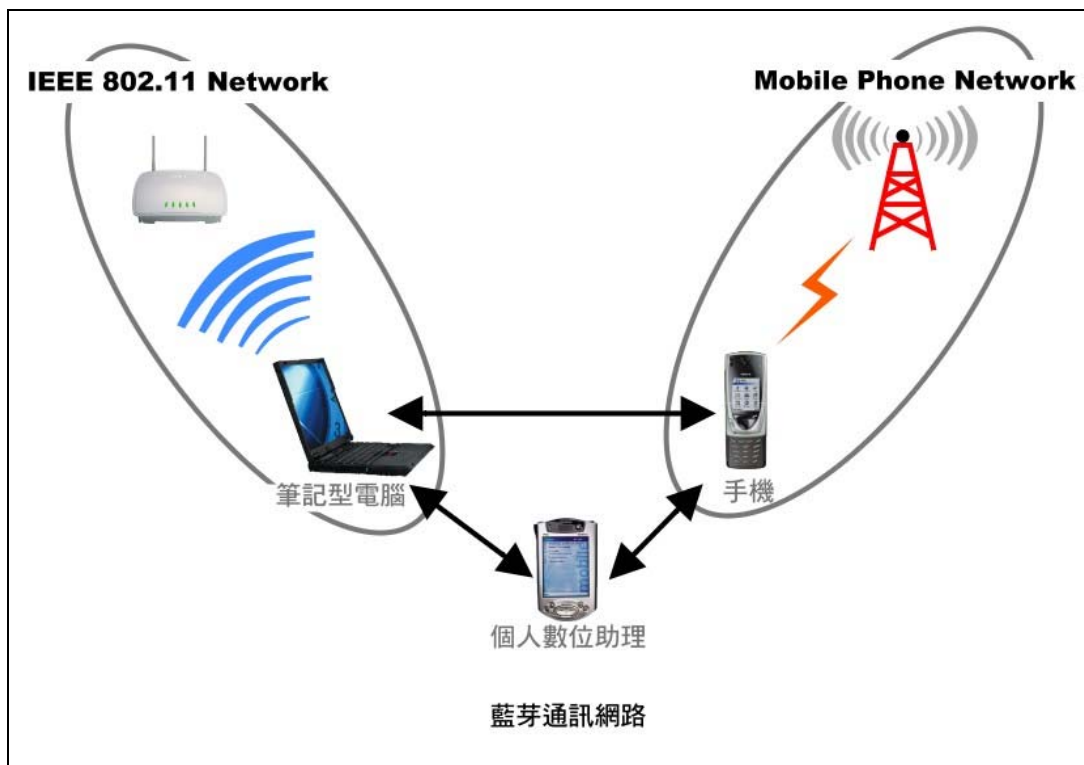 IEEE 802.11 Network
Mobile Phone Network
筆記型電腦
手機
個人數位助理
藍芽通訊網路